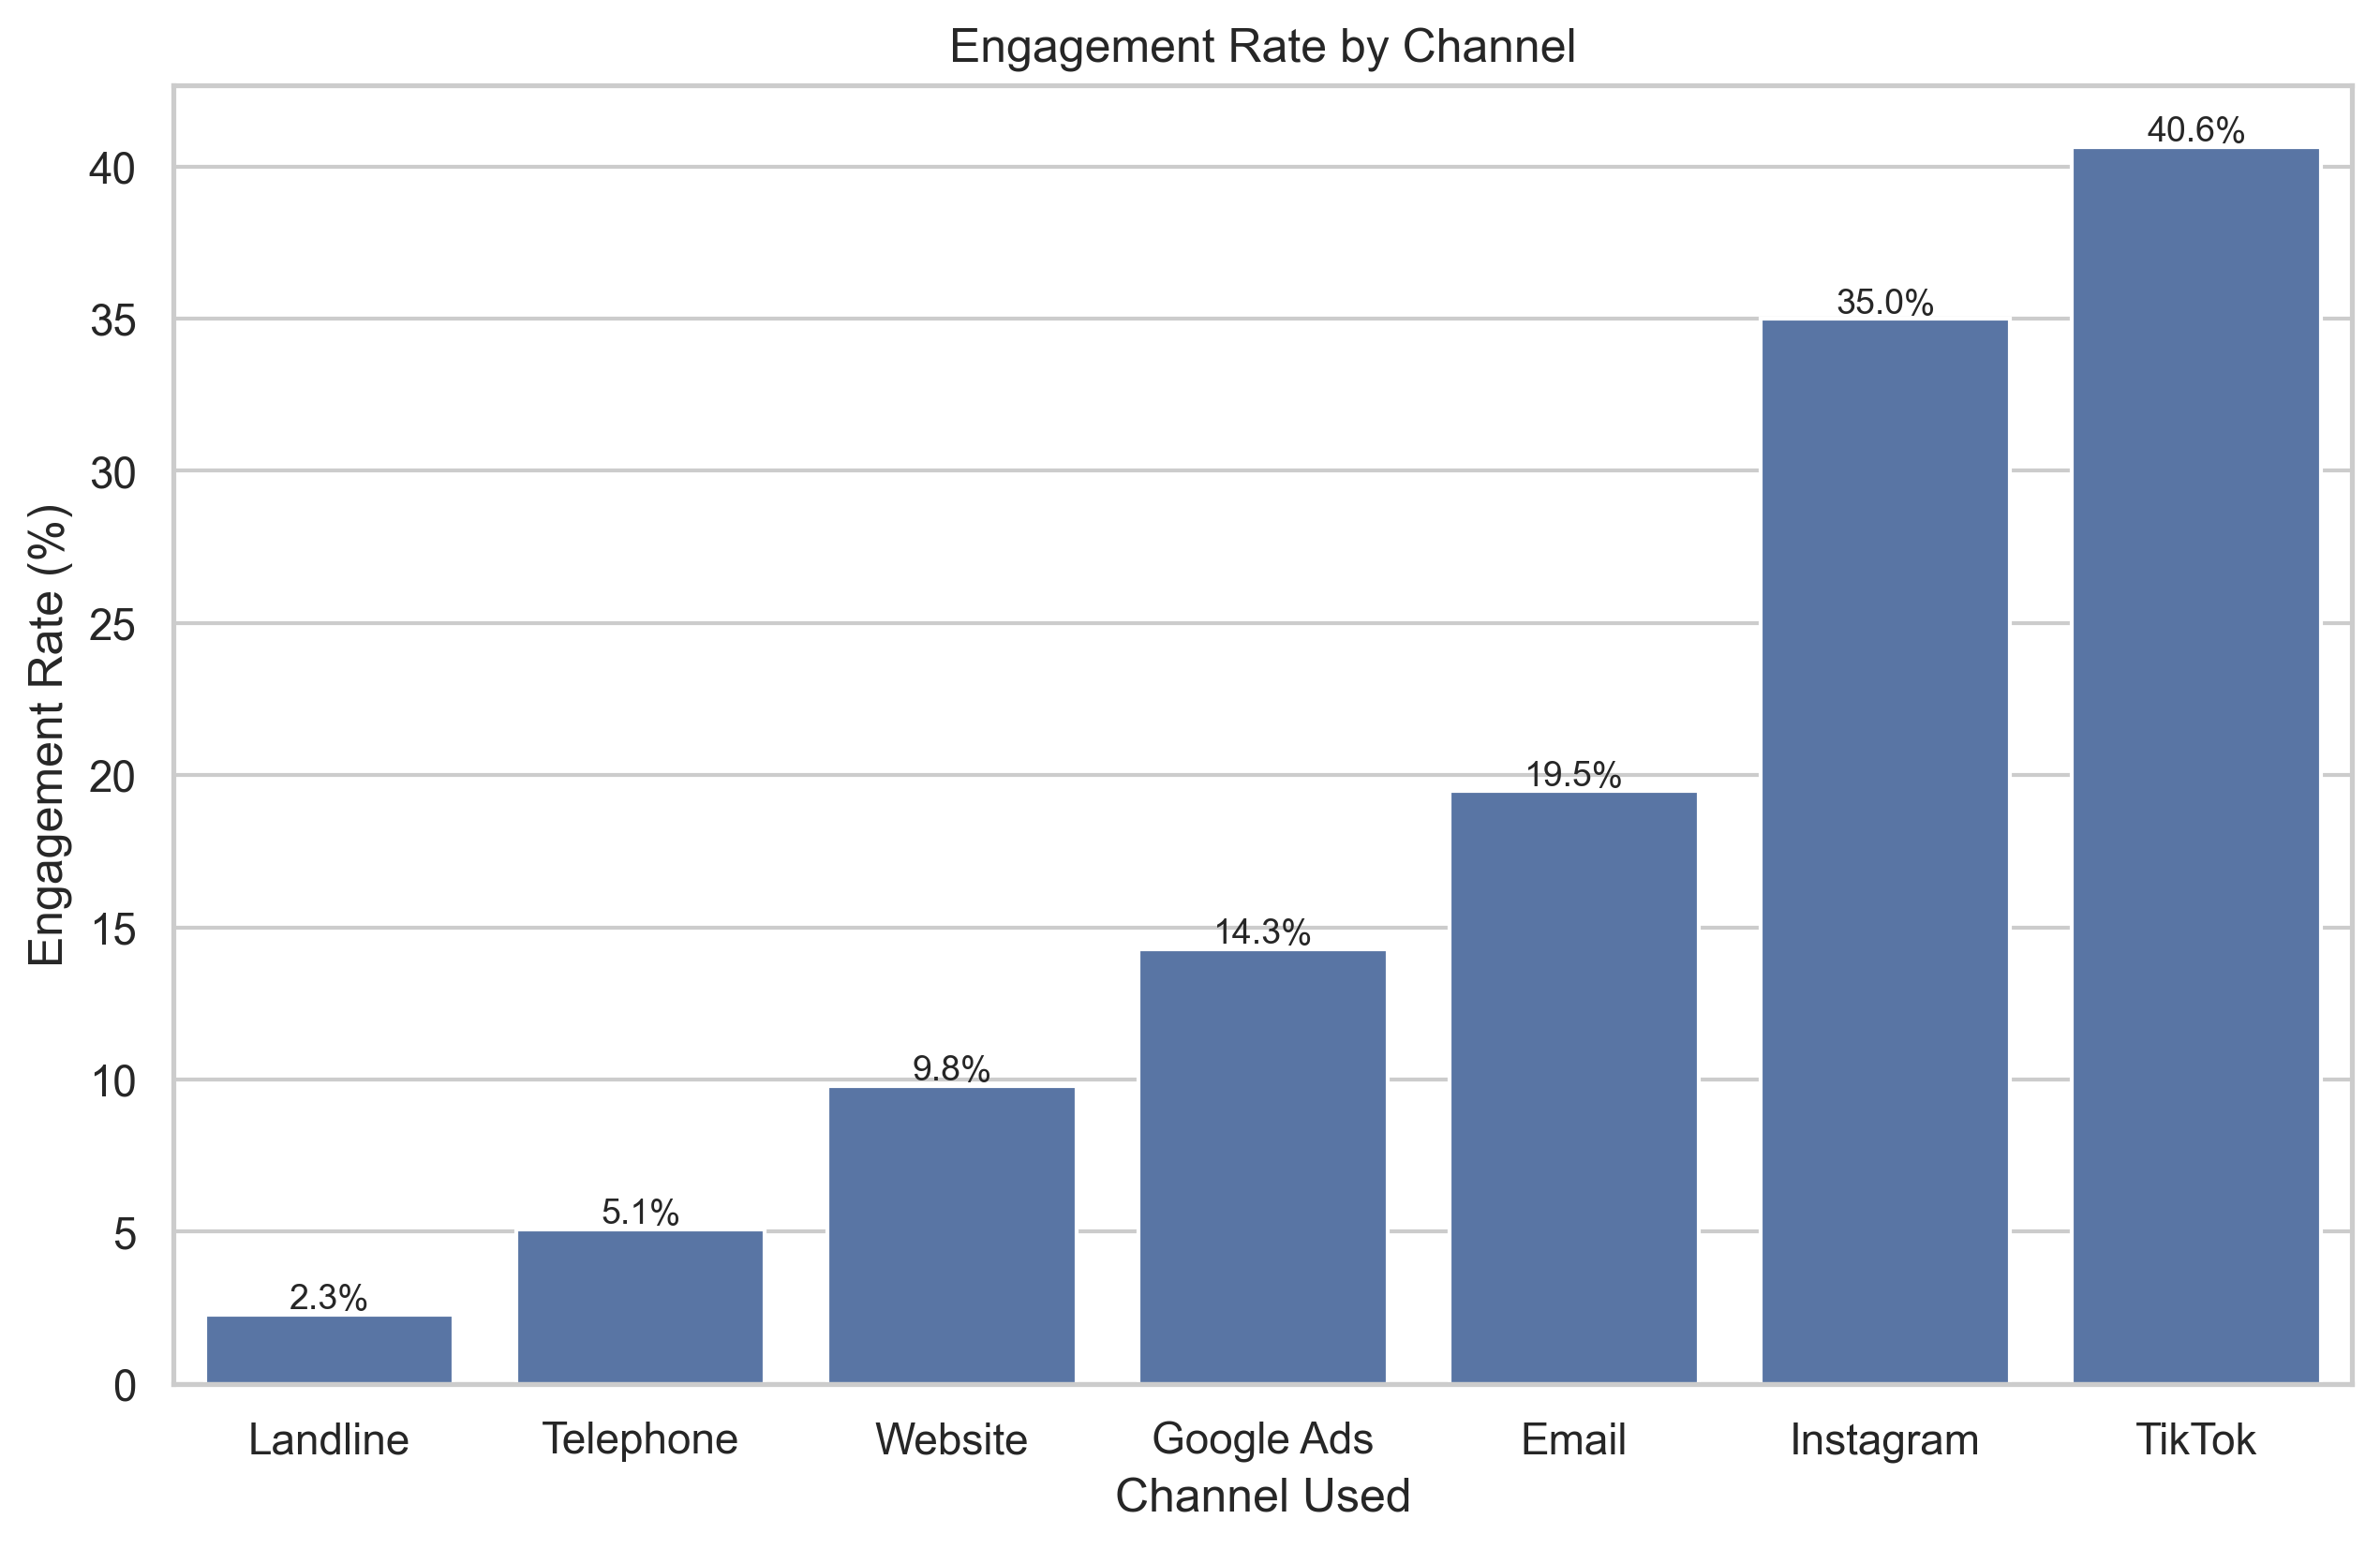 Engagement Rate by Channel
Engagement Rate (%)
40
35
30
25
20
15
10
5
0
2.3%
5.1%
9.8%
14.3%
19.5%
35.0%
40.6%
Landline
Telephone
Website
Google Ads
Email
Instagram
TikTok
Channel Used